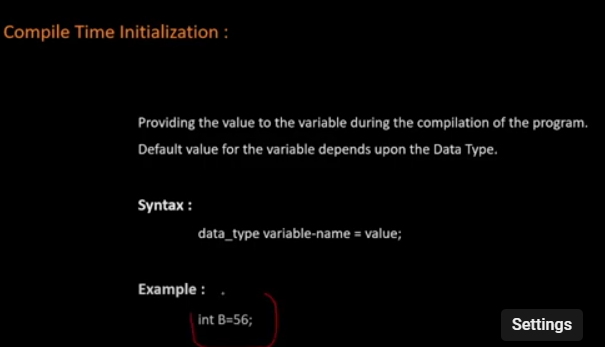 Compile Time Initialization :
Providing the value to the variable during the compilation of the program.
Default value for the variable depends upon the Data Type.
Syntax :
data_type variable-name = value;
Example :
int B=56;
Settings